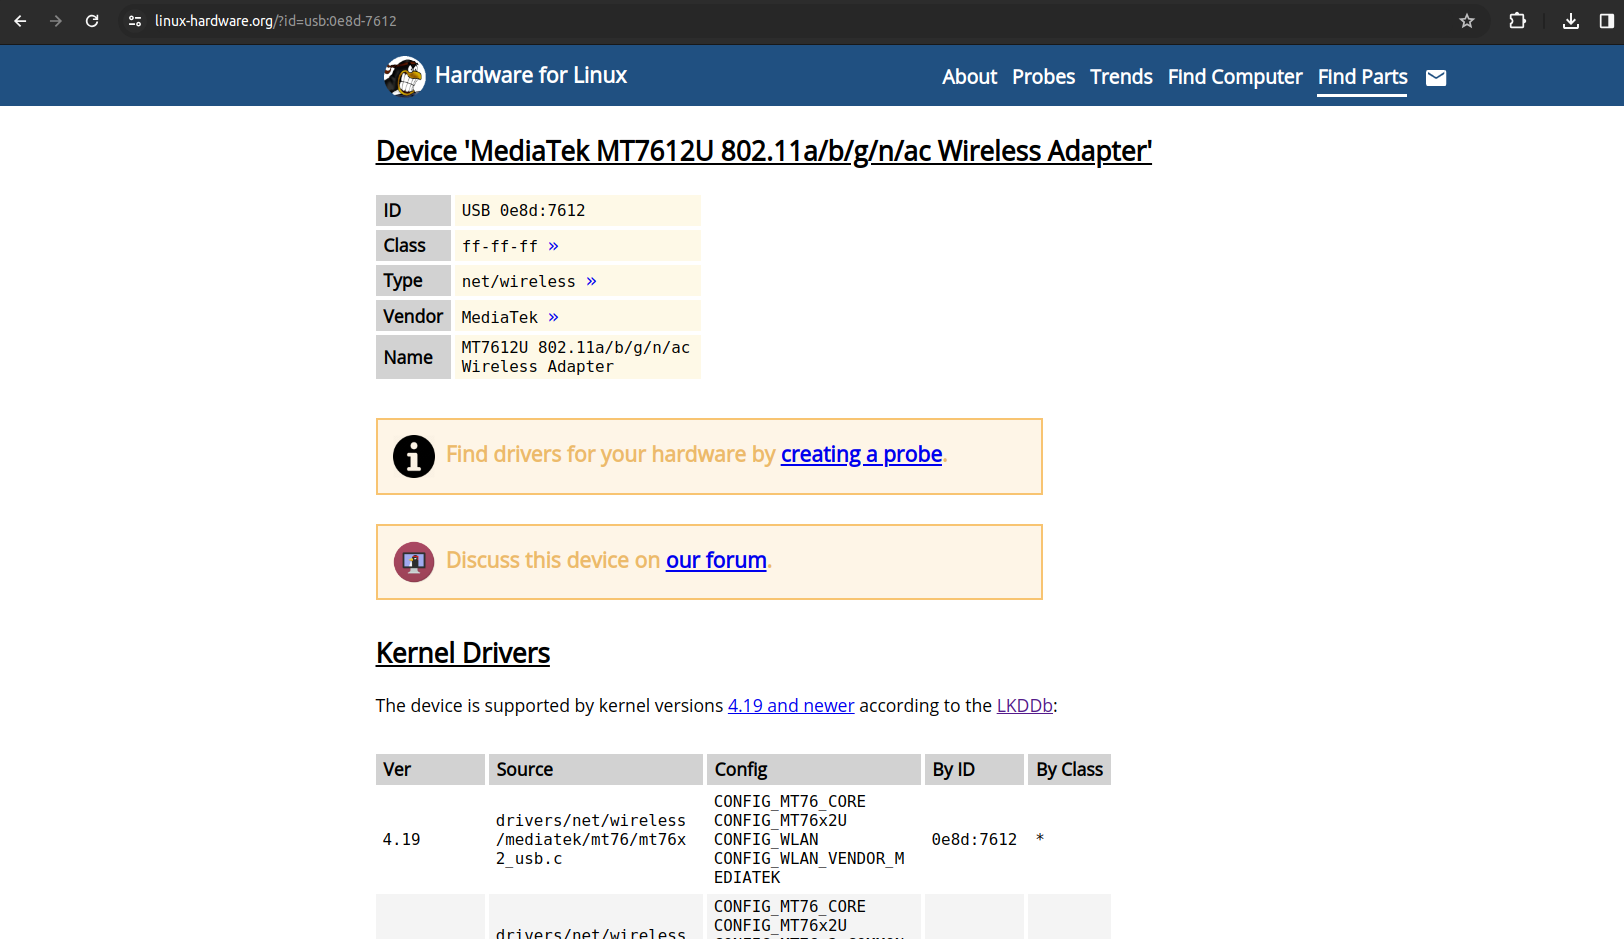 linux-hardware.org/?id=usb:0e8d-7612
Hardware for Linux
About Probes Trends Find Computer Find Parts
Device 'MediaTek MT7612U 802.11a/b/g/n/ac Wireless Adapter'
ID USB 0e8d:7612
Class ff-ff-ff »
Type net/wireless »
Vendor MediaTek »
Name MT7612U 802.11a/b/g/n/ac
Wireless Adapter
Find drivers for your hardware by creating a probe.
Discuss this device on our forum.
Kernel Drivers
The device is supported by kernel versions 4.19 and newer according to the LKDDb:
Ver Source Config By ID By Class
CONFIG_MT76_CORE
drivers/net/wireless CONFIG_MT76x2U
4.19 /mediatek/mt76/mt76x CONFIG_WLAN 0e8d:7612 *
2_usb.c CONFIG_WLAN_VENDOR_M
EDIATEK
CONFIG_MT76_CORE
CONFIG_MT76x2U
drivers/net/wireless